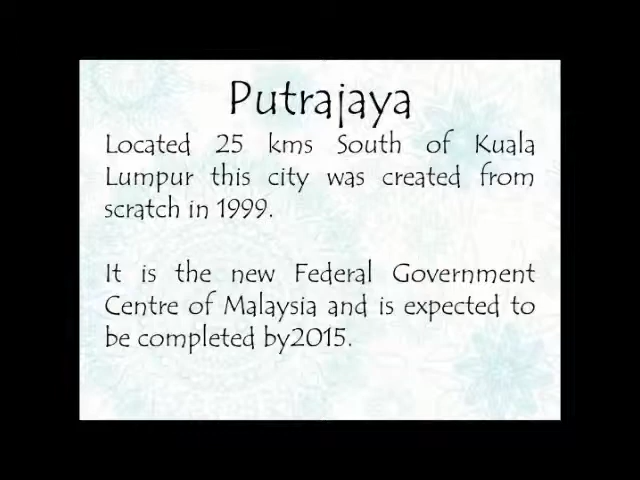 Putrajaya
Located 25 kms South of Kuala
Lumpur this city was created from
scratch in 1999.
It is the new Federal Government
Centre of Malaysia and is expected to
be completed by2015.